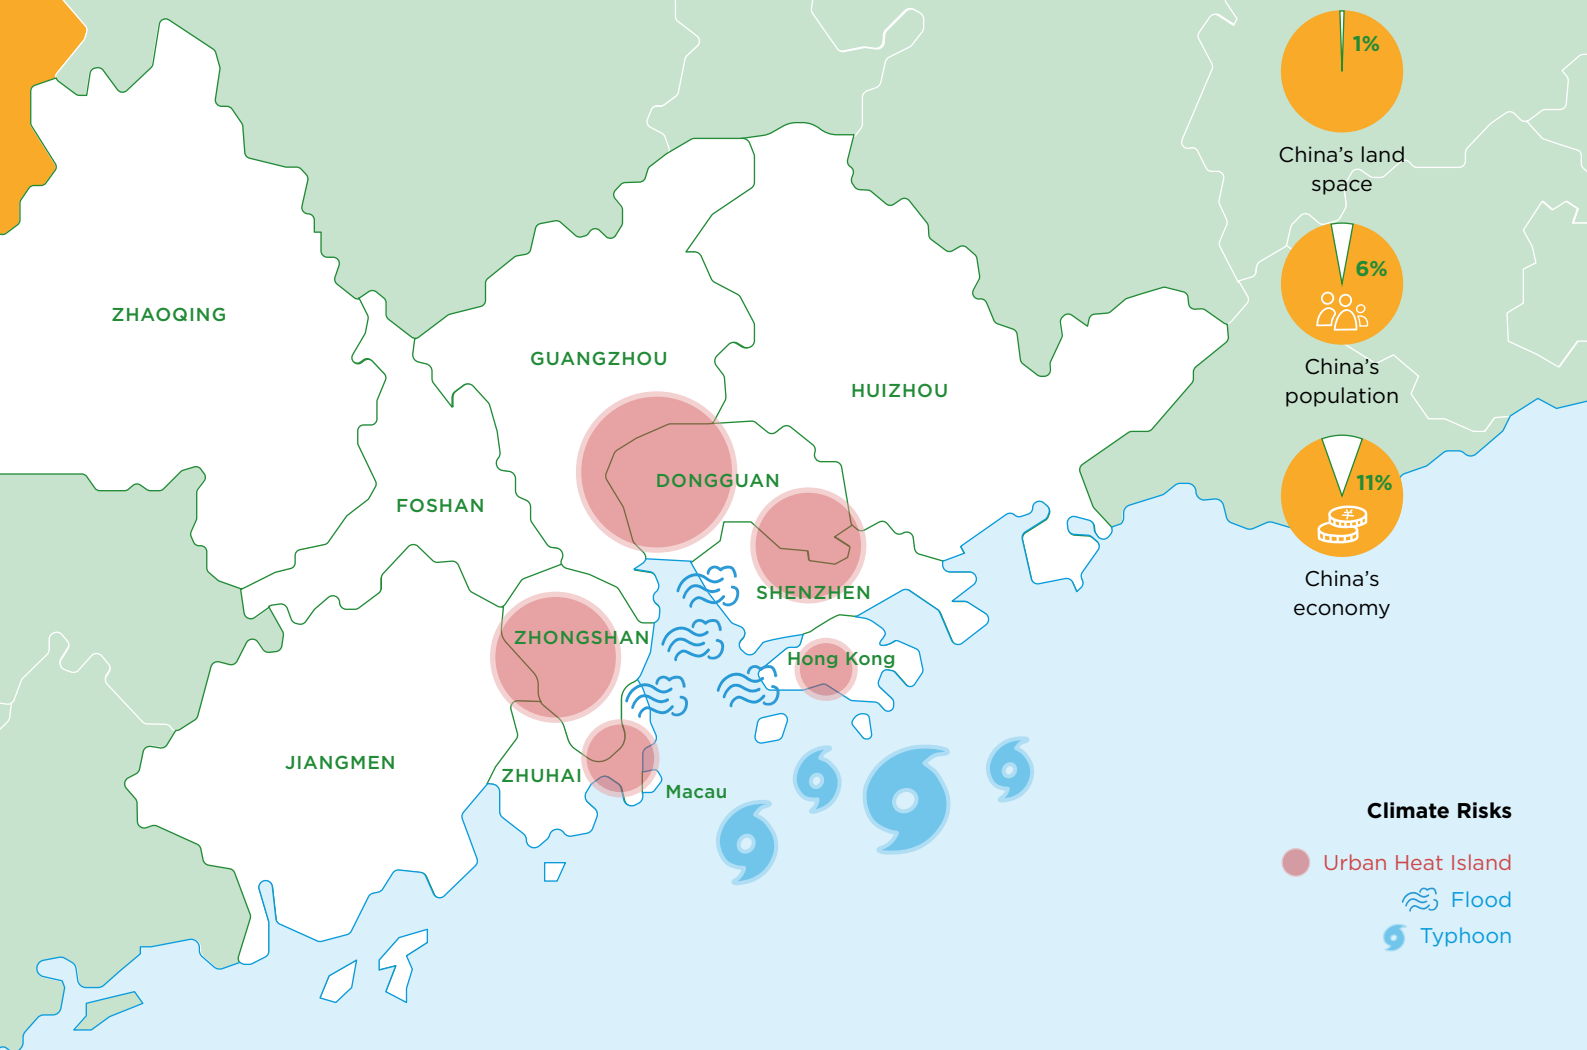 1%
China's land
space
6%
China's
population
11%
China's
economy
ZHAOQING
GUANGZHOU
HUIZHOU
DONGGUAN
FOSHAN
SHENZHEN
ZHONGSHAN
Hong Kong
JIANGMEN
ZHUHAI
Macau
Climate Risks
Urban Heat Island
Flood
Typhoon